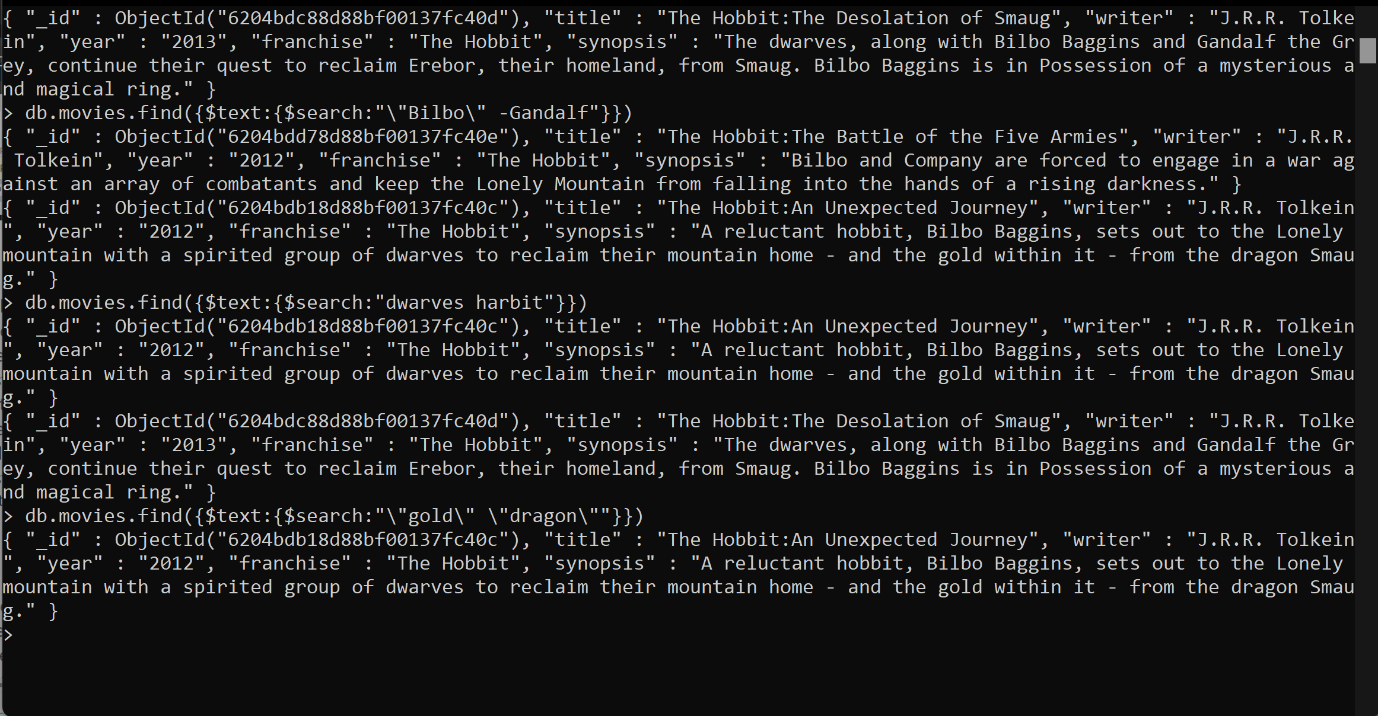 { "_id" : ObjectId("6204bdc88d88bf00137fc40d"), "title" : "The Hobbit:The Desolation of Smaug", "writer" : "J.R.R. Tolke
in", "year" : "2013", "franchise" : "The Hobbit", "synopsis" : "The dwarves, along with Bilbo Baggins and Gandalf the Gr
ey, continue their quest to reclaim Erebor, their homeland, from Smaug. Bilbo Baggins is in Possession of a mysterious a
nd magical ring." }
> db.movies.find({$text:{$search:"\"Bilbo\" -Gandalf"}})
{ "_id" : ObjectId("6204bdd78d88bf00137fc40e"), "title" : "The Hobbit:The Battle of the Five Armies", "writer" : "J.R.R.
 Tolkein", "year" : "2012", "franchise" : "The Hobbit", "synopsis" : "Bilbo and Company are forced to engage in a war ag
ainst an array of combatants and keep the Lonely Mountain from falling into the hands of a rising darkness." }
{ "_id" : ObjectId("6204bdb18d88bf00137fc40c"), "title" : "The Hobbit:An Unexpected Journey", "writer" : "J.R.R. Tolkein
", "year" : "2012", "franchise" : "The Hobbit", "synopsis" : "A reluctant hobbit, Bilbo Baggins, sets out to the Lonely
mountain with a spirited group of dwarves to reclaim their mountain home - and the gold within it - from the dragon Smau
g." }
> db.movies.find({$text:{$search:"dwarves harbit"}})
{ "_id" : ObjectId("6204bdb18d88bf00137fc40c"), "title" : "The Hobbit:An Unexpected Journey", "writer" : "J.R.R. Tolkein
", "year" : "2012", "franchise" : "The Hobbit", "synopsis" : "A reluctant hobbit, Bilbo Baggins, sets out to the Lonely
mountain with a spirited group of dwarves to reclaim their mountain home - and the gold within it - from the dragon Smau
g." }
{ "_id" : ObjectId("6204bdc88d88bf00137fc40d"), "title" : "The Hobbit:The Desolation of Smaug", "writer" : "J.R.R. Tolke
in", "year" : "2013", "franchise" : "The Hobbit", "synopsis" : "The dwarves, along with Bilbo Baggins and Gandalf the Gr
ey, continue their quest to reclaim Erebor, their homeland, from Smaug. Bilbo Baggins is in Possession of a mysterious a
nd magical ring." }
> db.movies.find({$text:{$search:"\"gold\" \"dragon\""}})
{ "_id" : ObjectId("6204bdb18d88bf00137fc40c"), "title" : "The Hobbit:An Unexpected Journey", "writer" : "J.R.R. Tolkein
", "year" : "2012", "franchise" : "The Hobbit", "synopsis" : "A reluctant hobbit, Bilbo Baggins, sets out to the Lonely
mountain with a spirited group of dwarves to reclaim their mountain home - and the gold within it - from the dragon Smau
g." }
>